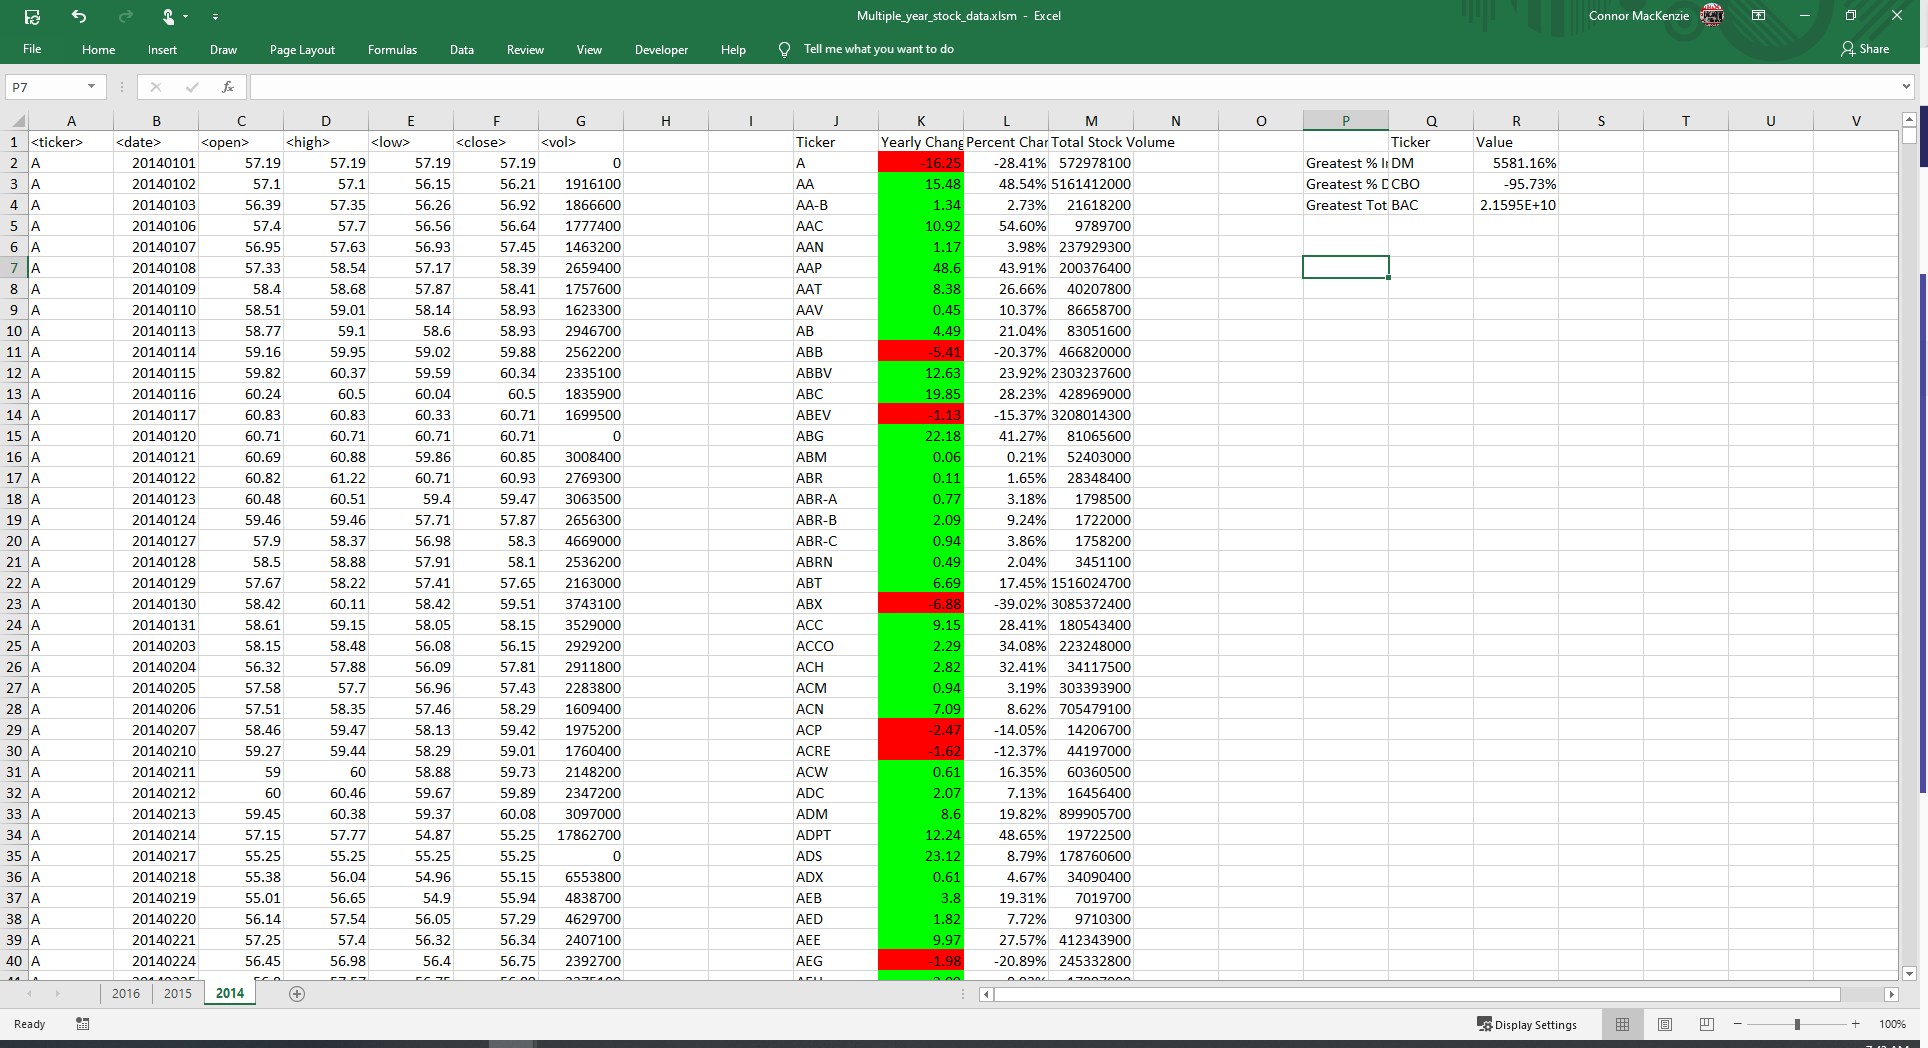 Multiple_year_stock_data.xlsm - Excel
Connor MacKenzie
File Home Insert Draw Page Layout Formulas Data Review View Developer Help Tell me what you want to do Share
P7 fx
A B C D E F G H I J K L M N O P Q R S T U V
1 <ticker> <date> <open> <high> <low> <close> <vol> Ticker Yearly Chang Percent Char Total Stock Volume Ticker Value
2 A 20140101 57.19 57.19 57.19 57.19 0 A -16.25 -28.41% 572978100 Greatest % I DM 5581.16%
3 A 20140102 57.1 57.1 56.15 56.21 1916100 AA 15.48 48.54% 5161412000 Greatest % D CBO -95.73%
4 A 20140103 56.39 57.35 56.26 56.92 1866600 AA-B 1.34 2.73% 21618200 Greatest Tot BAC 2.1595E+10
5 A 20140106 57.4 57.7 56.56 56.64 1777400 AAC 10.92 54.60% 9789700
6 A 20140107 56.95 57.63 56.93 57.45 1463200 AAN 1.17 3.98% 237929300
7 A 20140108 57.33 58.54 57.17 58.39 2659400 AAP 48.6 43.91% 200376400
8 A 20140109 58.4 58.68 57.87 58.41 1757600 AAT 8.38 26.66% 40207800
9 A 20140110 58.51 59.01 58.14 58.93 1623300 AAV 0.45 10.37% 86658700
10 A 20140113 58.77 59.1 58.6 58.93 2946700 AB 4.49 21.04% 83051600
11 A 20140114 59.16 59.95 59.02 59.88 2562200 ABB -5.41 -20.37% 466820000
12 A 20140115 59.82 60.37 59.59 60.34 2335100 ABBV 12.63 23.92% 2303237600
13 A 20140116 60.24 60.5 60.04 60.5 1835900 ABC 19.85 28.23% 428969000
14 A 20140117 60.83 60.83 60.33 60.71 1699500 ABEV -1.13 -15.37% 3208014300
15 A 20140120 60.71 60.71 60.71 60.71 0 ABG 22.18 41.27% 81065600
16 A 20140121 60.69 60.88 59.86 60.85 3008400 ABM 0.06 0.21% 52403000
17 A 20140122 60.82 61.22 60.71 60.93 2769300 ABR 0.11 1.65% 28348400
18 A 20140123 60.48 60.51 59.4 59.47 3063500 ABR-A 0.77 3.18% 1798500
19 A 20140124 59.46 59.46 57.71 57.87 2656300 ABR-B 2.09 9.24% 1722000
20 A 20140127 57.9 58.37 56.98 58.3 4669000 ABR-C 0.94 3.86% 1758200
21 A 20140128 58.5 58.88 57.91 58.1 2536200 ABRN 0.49 2.04% 3451100
22 A 20140129 57.67 58.22 57.41 57.65 2163000 ABT 6.69 17.45% 1516024700
23 A 20140130 58.42 60.11 58.42 59.51 3743100 ABX -6.88 -39.02% 3085372400
24 A 20140131 58.61 59.15 58.05 58.15 3529000 ACC 9.15 28.41% 180543400
25 A 20140203 58.15 58.48 56.08 56.15 2929200 ACCO 2.29 34.08% 223248000
26 A 20140204 56.32 57.88 56.09 57.81 2911800 ACH 2.82 32.41% 34117500
27 A 20140205 57.58 57.7 56.96 57.43 2283800 ACM 0.94 3.19% 303393900
28 A 20140206 57.51 58.35 57.46 58.29 1609400 ACN 7.09 8.62% 705479100
29 A 20140207 58.46 59.47 58.13 59.42 1975200 ACP -2.47 -14.05% 14206700
30 A 20140210 59.27 59.44 58.29 59.01 1760400 ACRE -1.62 -12.37% 44197000
31 A 20140211 59 60 58.88 59.73 2148200 ACW 0.61 16.35% 60360500
32 A 20140212 60 60.46 59.67 59.89 2347200 ADC 2.07 7.13% 16456400
33 A 20140213 59.45 60.38 59.37 60.08 3097000 ADM 8.6 19.82% 899905700
34 A 20140214 57.15 57.77 54.87 55.25 17862700 ADPT 12.24 48.65% 19722500
35 A 20140217 55.25 55.25 55.25 55.25 0 ADS 23.12 8.79% 178760600
36 A 20140218 55.38 56.04 54.96 55.15 6553800 ADX 0.61 4.67% 34090400
37 A 20140219 55.01 56.65 54.9 55.94 4838700 AEB 3.8 19.31% 7019700
38 A 20140220 56.14 57.54 56.05 57.29 4629700 AED 1.82 7.72% 9710300
39 A 20140221 57.25 57.4 56.32 56.34 2407100 AEE 9.97 27.57% 412343900
40 A 20140224 56.45 56.98 56.4 56.75 2392700 AEG -1.98 -20.89% 245332800
2016 2015 2014
Ready Display Settings 100%